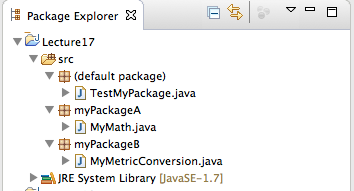 Package Explorer
Lecture17
src
(default package)
TestMyPackage.java
myPackageA
MyMath.java
myPackageB
MyMetricConversion.java
JRE System Library [JavaSE-1.7]